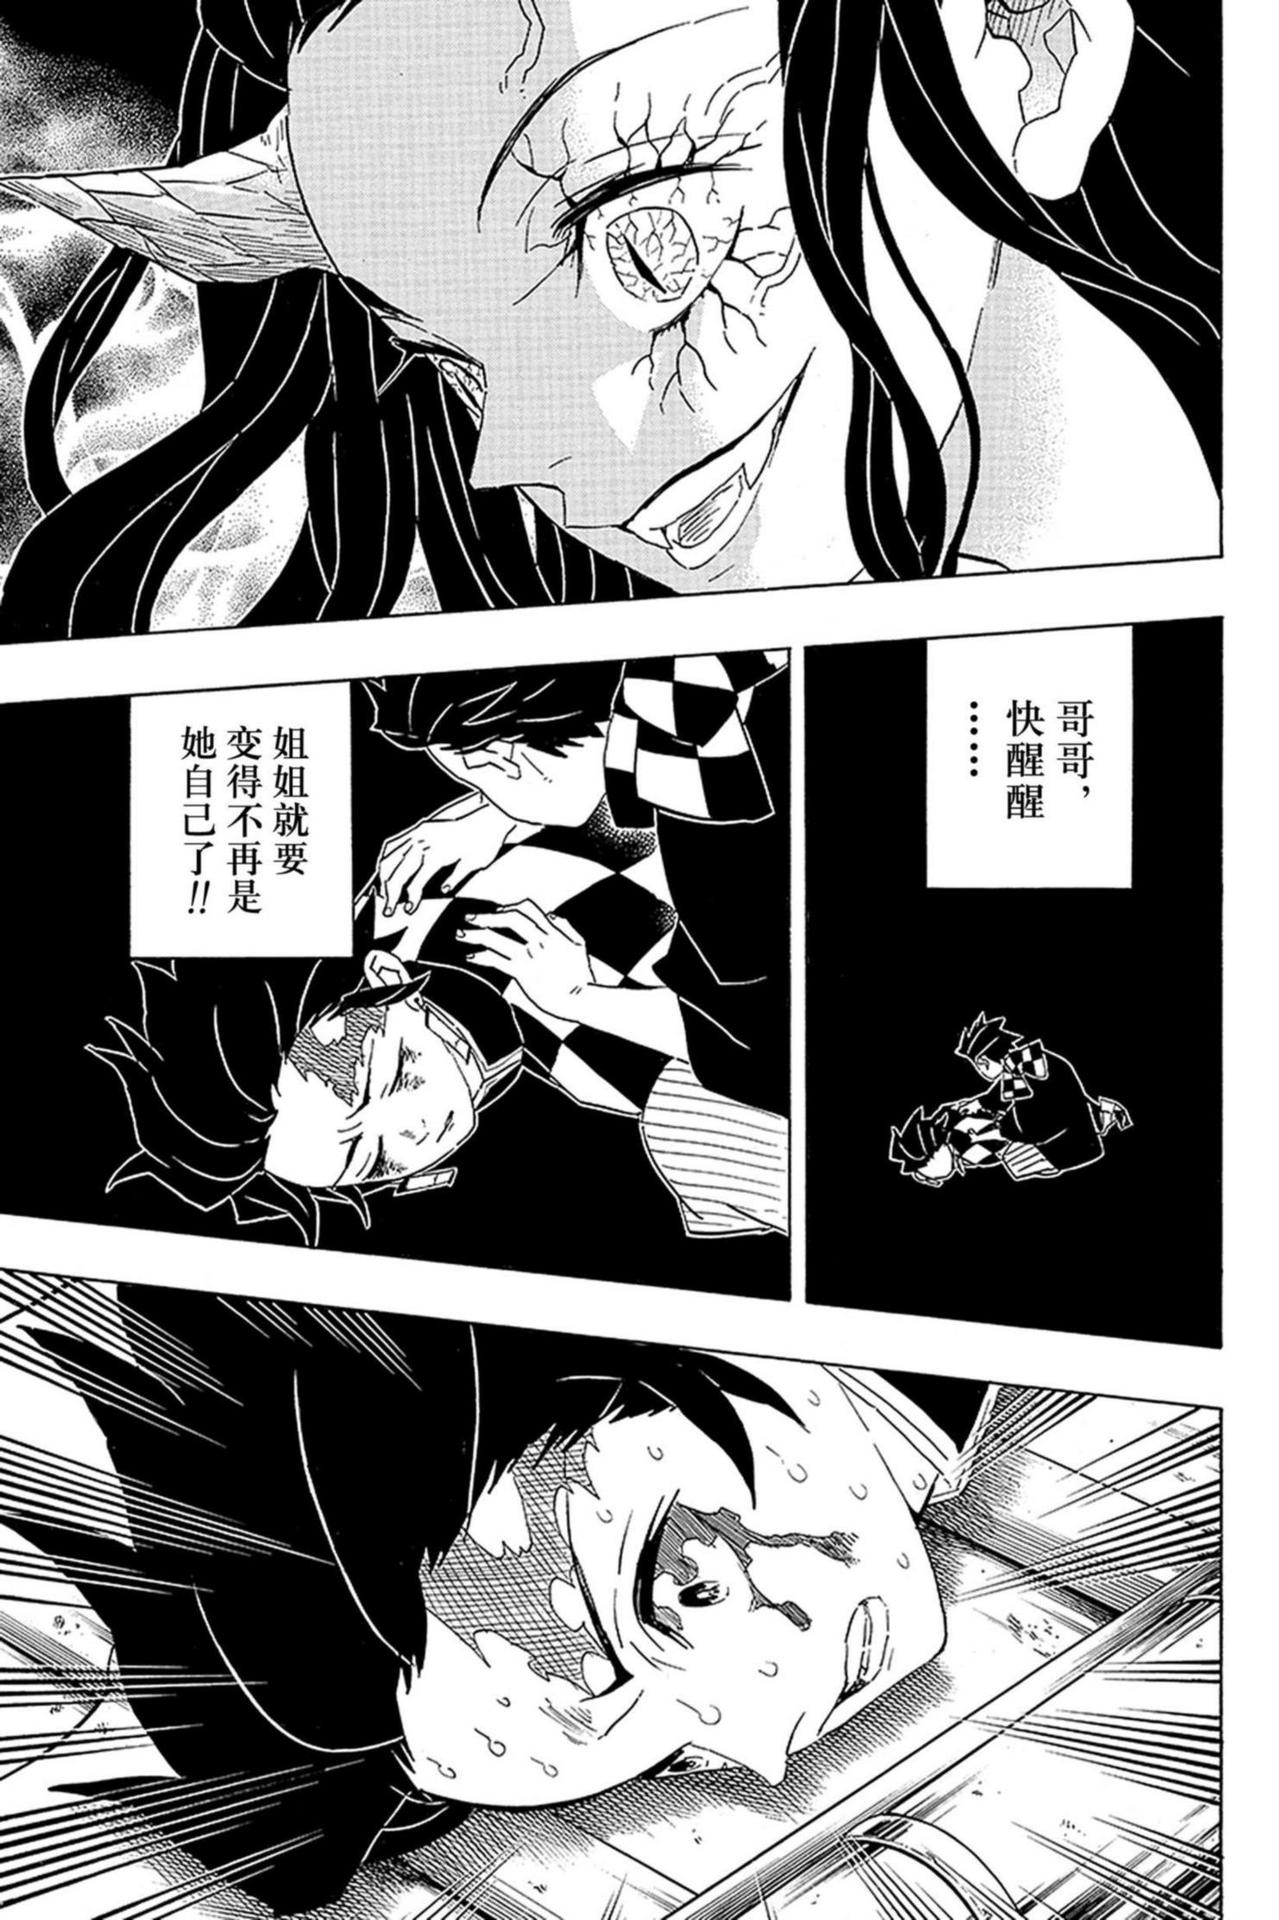 哥哥，
快醒醒
……
姐姐就要
变得不再是
她自己了!!